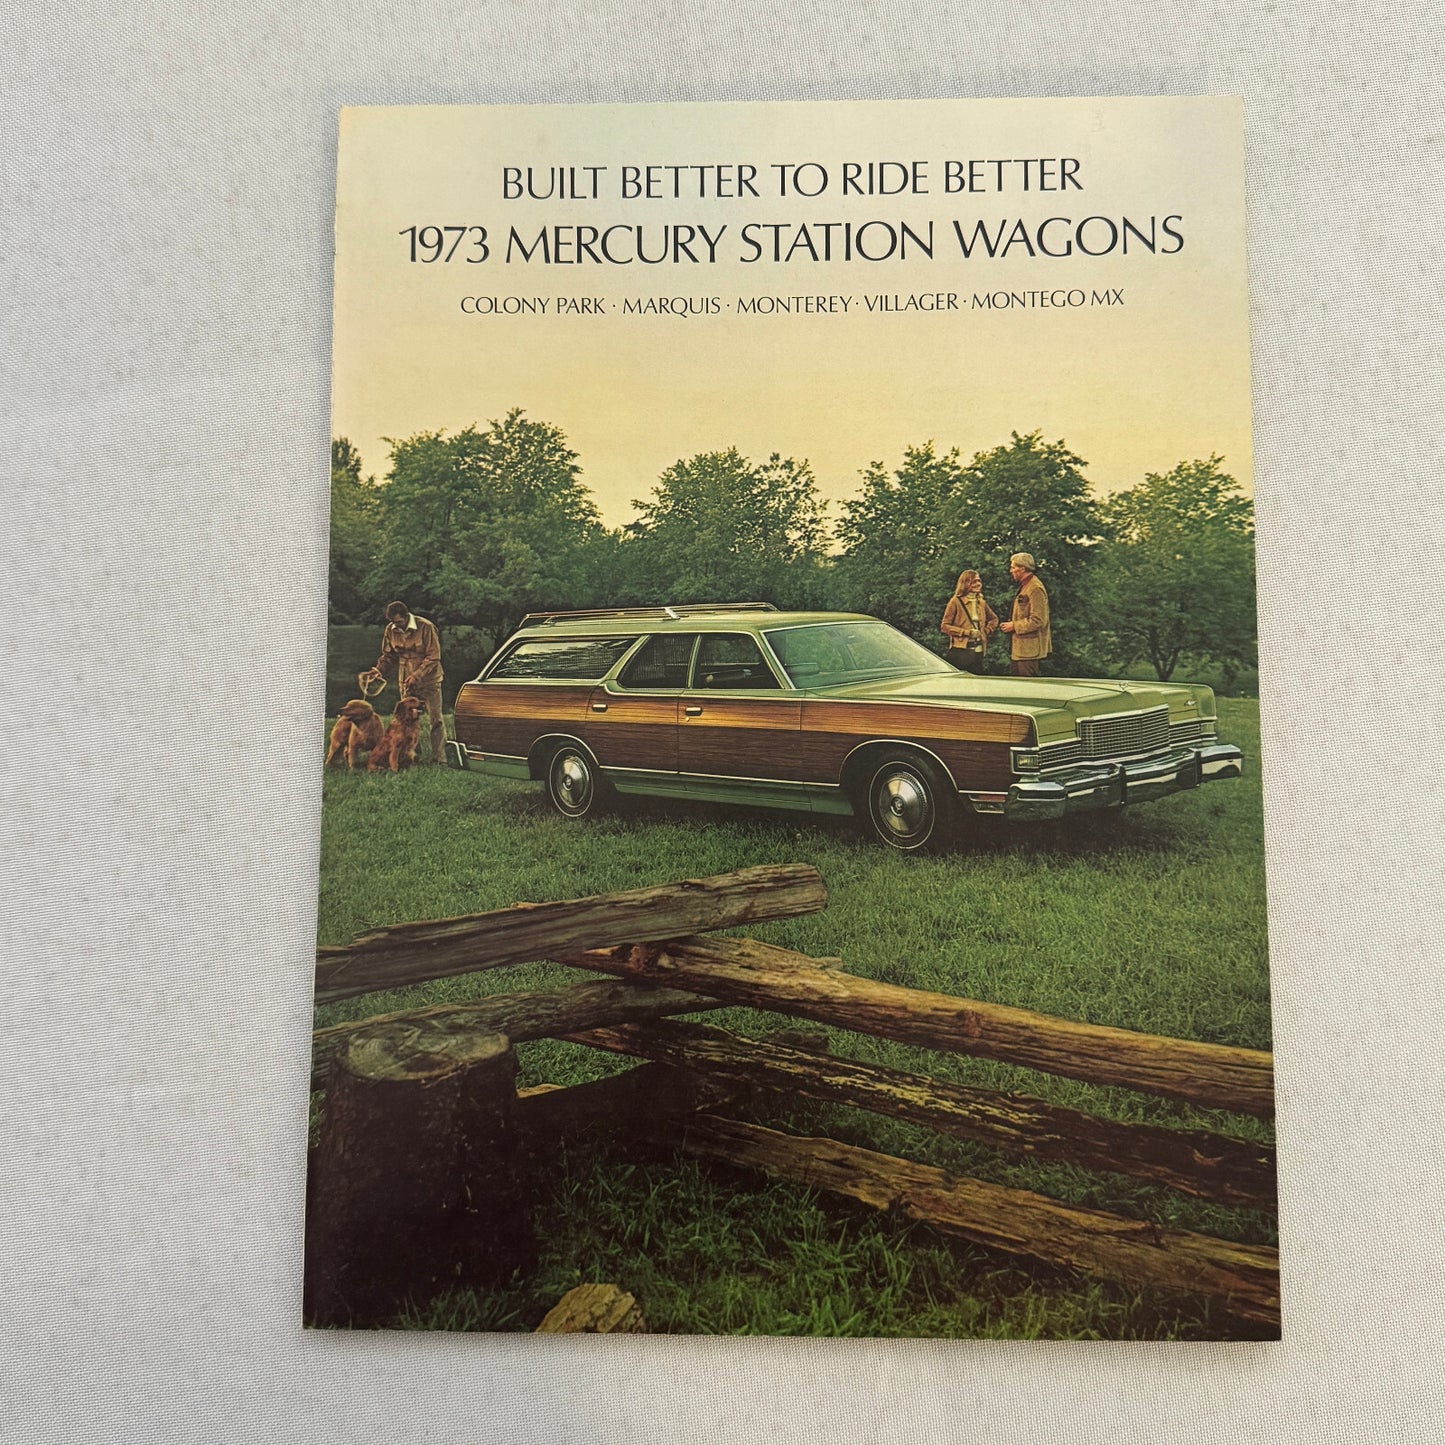 BUILT BETTER TO RIDE BETTER
1973 MERCURY STATION WAGONS
COLONY PARK · MARQUIS · MONTEREY · VILLAGER · MONTEGO MX